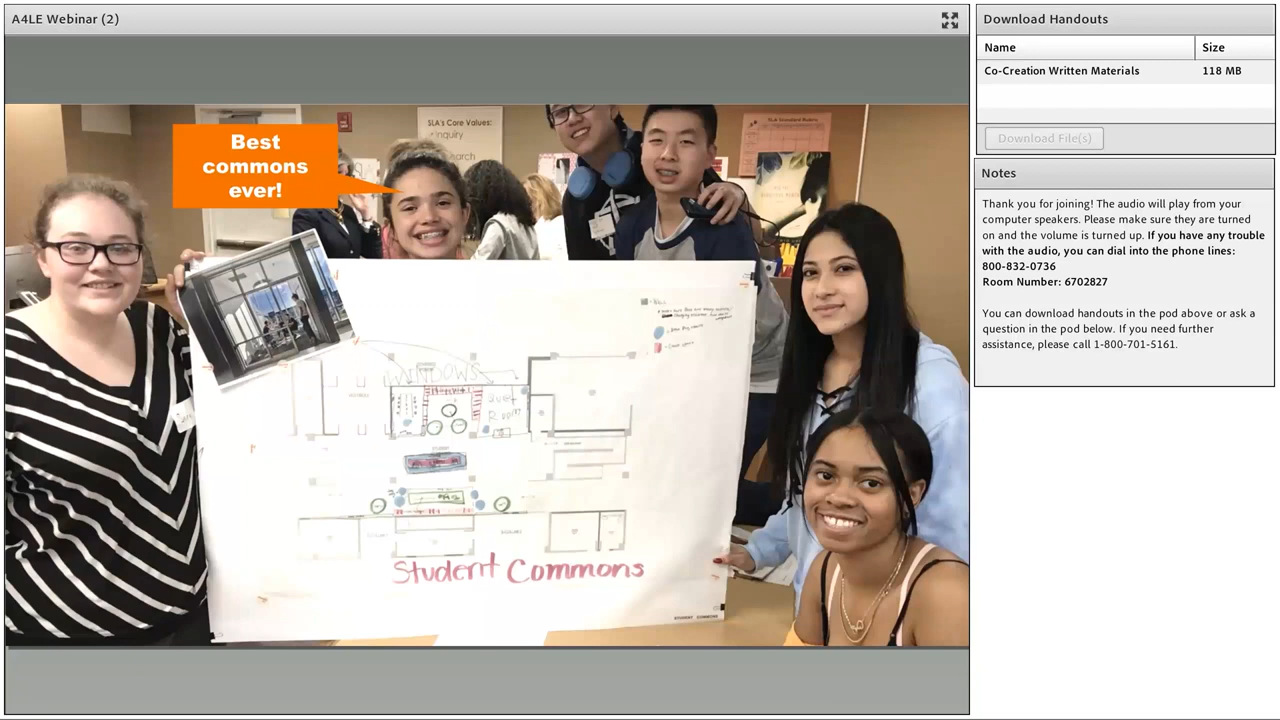 A4LE Webinar (2)
Best
commons
ever!
SLA's Core Values:
WINDOWS
Quiet
Room
Student Commons
STUDENT COMMONS
Download Handouts
Name Size
Co-Creation Written Materials 118 MB
Download File(s)
Notes
Thank you for joining! The audio will play from your
computer speakers. Please make sure they are turned
on and the volume is turned up. If you have any trouble
with the audio, you can dial into the phone lines:
800-832-0736
Room Number: 6702827
You can download handouts in the pod above or ask a
question in the pod below. If you need further
assistance, please call 1-800-701-5161.